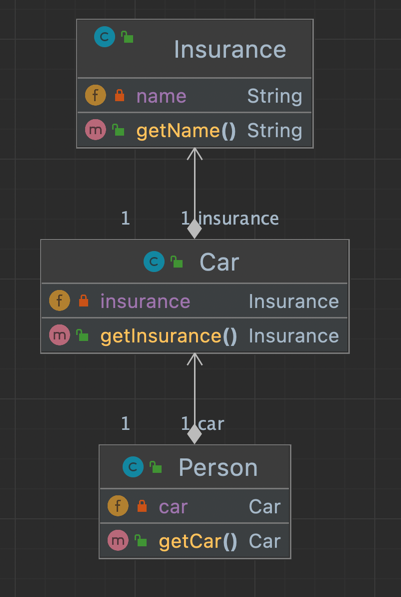 C Insurance
f name String
m getName() String
1 1 insurance
C Car
f insurance Insurance
m getInsurance() Insurance
1 1 car
C Person
f car Car
m getCar() Car